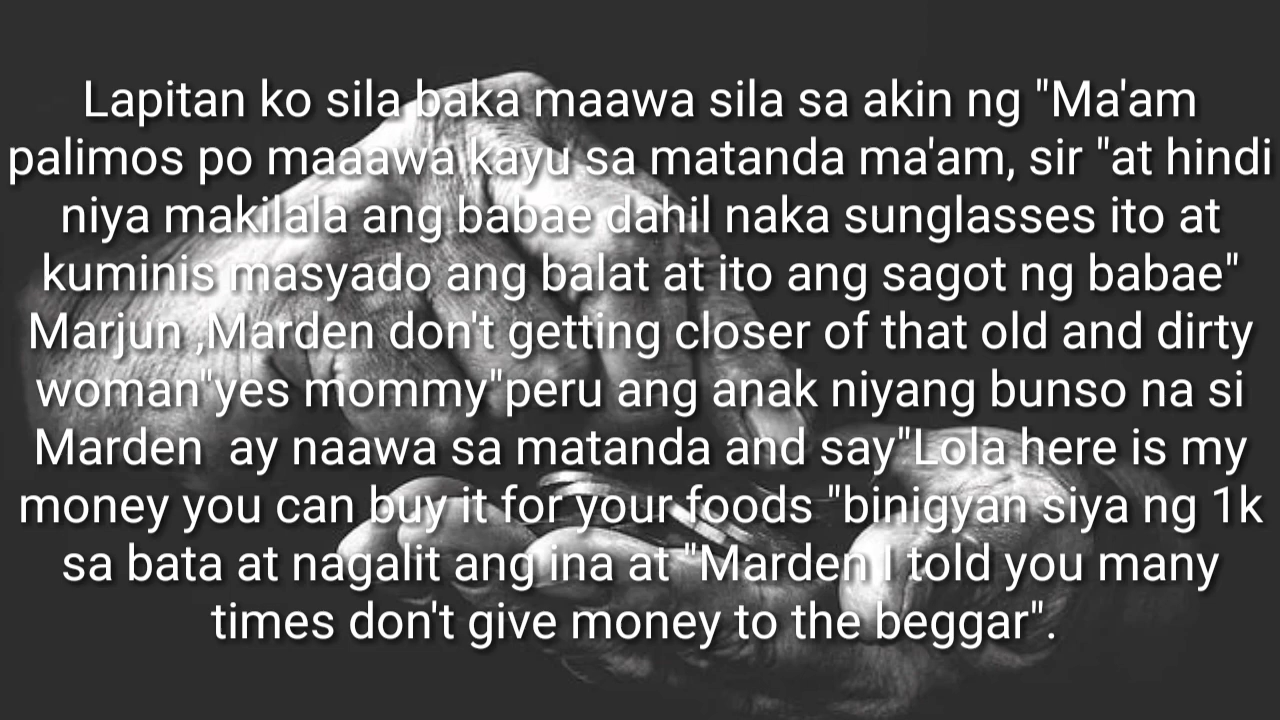 Lapitan ko sila baka maawa sila sa akin ng "Ma'am
palimos po maaawa kayu sa matanda ma'am, sir "at hindi
niya makilala ang babae dahil naka sunglasses ito at
kuminis masyado ang balat at ito ang sagot ng babae"
Marjun ,Marden don't getting closer of that old and dirty
woman"yes mommy"peru ang anak niyang bunso na si
Marden  ay naawa sa matanda and say"Lola here is my
money you can buy it for your foods "binigyan siya ng 1k
sa bata at nagalit ang ina at "Marden I told you many
times don't give money to the beggar".